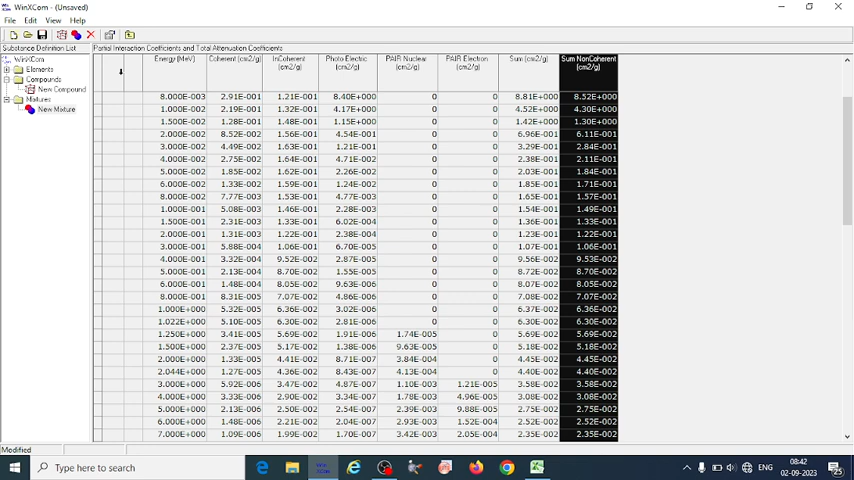 WinXCom - (Unsaved)
File Edit View Help
Substance Definition List
Partial Interaction Coefficients and Total Attenuation Coefficients
WinXCom
Elements
Compounds
New Compound
Mixtures
New Mixture
Energy (MeV) Coherent (cm2/g) InCoherent (cm2/g) Photo Electric (cm2/g) PAIR Nuclear (cm2/g) PAIR Electron (cm2/g) Sum (cm2/g) Sum NonCoherent (cm2/g)
8.000E-003 2.91E-001 1.21E-001 8.40E+000 0 0 8.81E+000 8.52E+000
1.000E-002 2.19E-001 1.32E-001 4.17E+000 0 0 4.52E+000 4.30E+000
1.500E-002 1.28E-001 1.48E-001 1.15E+000 0 0 1.42E+000 1.30E+000
2.000E-002 8.52E-002 1.56E-001 4.54E-001 0 0 6.96E-001 6.11E-001
3.000E-002 4.49E-002 1.63E-001 1.21E-001 0 0 3.29E-001 2.84E-001
4.000E-002 2.75E-002 1.64E-001 4.71E-002 0 0 2.38E-001 2.11E-001
5.000E-002 1.85E-002 1.62E-001 2.26E-002 0 0 2.03E-001 1.84E-001
6.000E-002 1.33E-002 1.59E-001 1.24E-002 0 0 1.85E-001 1.71E-001
8.000E-002 7.77E-003 1.53E-001 4.77E-003 0 0 1.65E-001 1.57E-001
1.000E-001 5.08E-003 1.46E-001 2.28E-003 0 0 1.54E-001 1.49E-001
1.500E-001 2.31E-003 1.33E-001 6.02E-004 0 0 1.36E-001 1.33E-001
2.000E-001 1.31E-003 1.22E-001 2.38E-004 0 0 1.23E-001 1.22E-001
3.000E-001 5.88E-004 1.06E-001 6.70E-005 0 0 1.07E-001 1.06E-001
4.000E-001 3.32E-004 9.52E-002 2.87E-005 0 0 9.56E-002 9.53E-002
5.000E-001 2.13E-004 8.70E-002 1.55E-005 0 0 8.72E-002 8.70E-002
6.000E-001 1.48E-004 8.05E-002 9.63E-006 0 0 8.07E-002 8.05E-002
8.000E-001 8.31E-005 7.07E-002 4.86E-006 0 0 7.08E-002 7.07E-002
1.000E+000 5.32E-005 6.36E-002 3.02E-006 0 0 6.37E-002 6.36E-002
1.022E+000 5.10E-005 6.30E-002 2.81E-006 0 0 6.30E-002 6.30E-002
1.250E+000 3.41E-005 5.69E-002 1.91E-006 1.74E-005 0 5.69E-002 5.69E-002
1.500E+000 2.37E-005 5.17E-002 1.38E-006 9.63E-005 0 5.18E-002 5.18E-002
2.000E+000 1.33E-005 4.41E-002 8.71E-007 3.84E-004 0 4.45E-002 4.45E-002
2.044E+000 1.27E-005 4.36E-002 8.43E-007 4.13E-004 0 4.40E-002 4.40E-002
3.000E+000 5.92E-006 3.47E-002 4.87E-007 1.10E-003 1.21E-005 3.58E-002 3.58E-002
4.000E+000 3.33E-006 2.90E-002 3.34E-007 1.78E-003 4.96E-005 3.08E-002 3.08E-002
5.000E+000 2.13E-006 2.50E-002 2.54E-007 2.39E-003 9.88E-005 2.75E-002 2.75E-002
6.000E+000 1.48E-006 2.21E-002 2.04E-007 2.93E-003 1.52E-004 2.52E-002 2.52E-002
7.000E+000 1.09E-006 1.99E-002 1.70E-007 3.42E-003 2.05E-004 2.35E-002 2.35E-002
Modified
Type here to search
ENG
08:42
02-09-2023
25